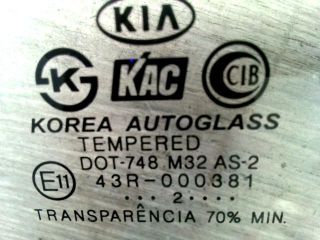 KIA
K KAC CIB
KOREA AUTOGLASS
TEMPERED
DOT-748 M32 AS-2
E11 43R-000381
... 2 ....
TRANSPARÊNCIA 70% MIN.